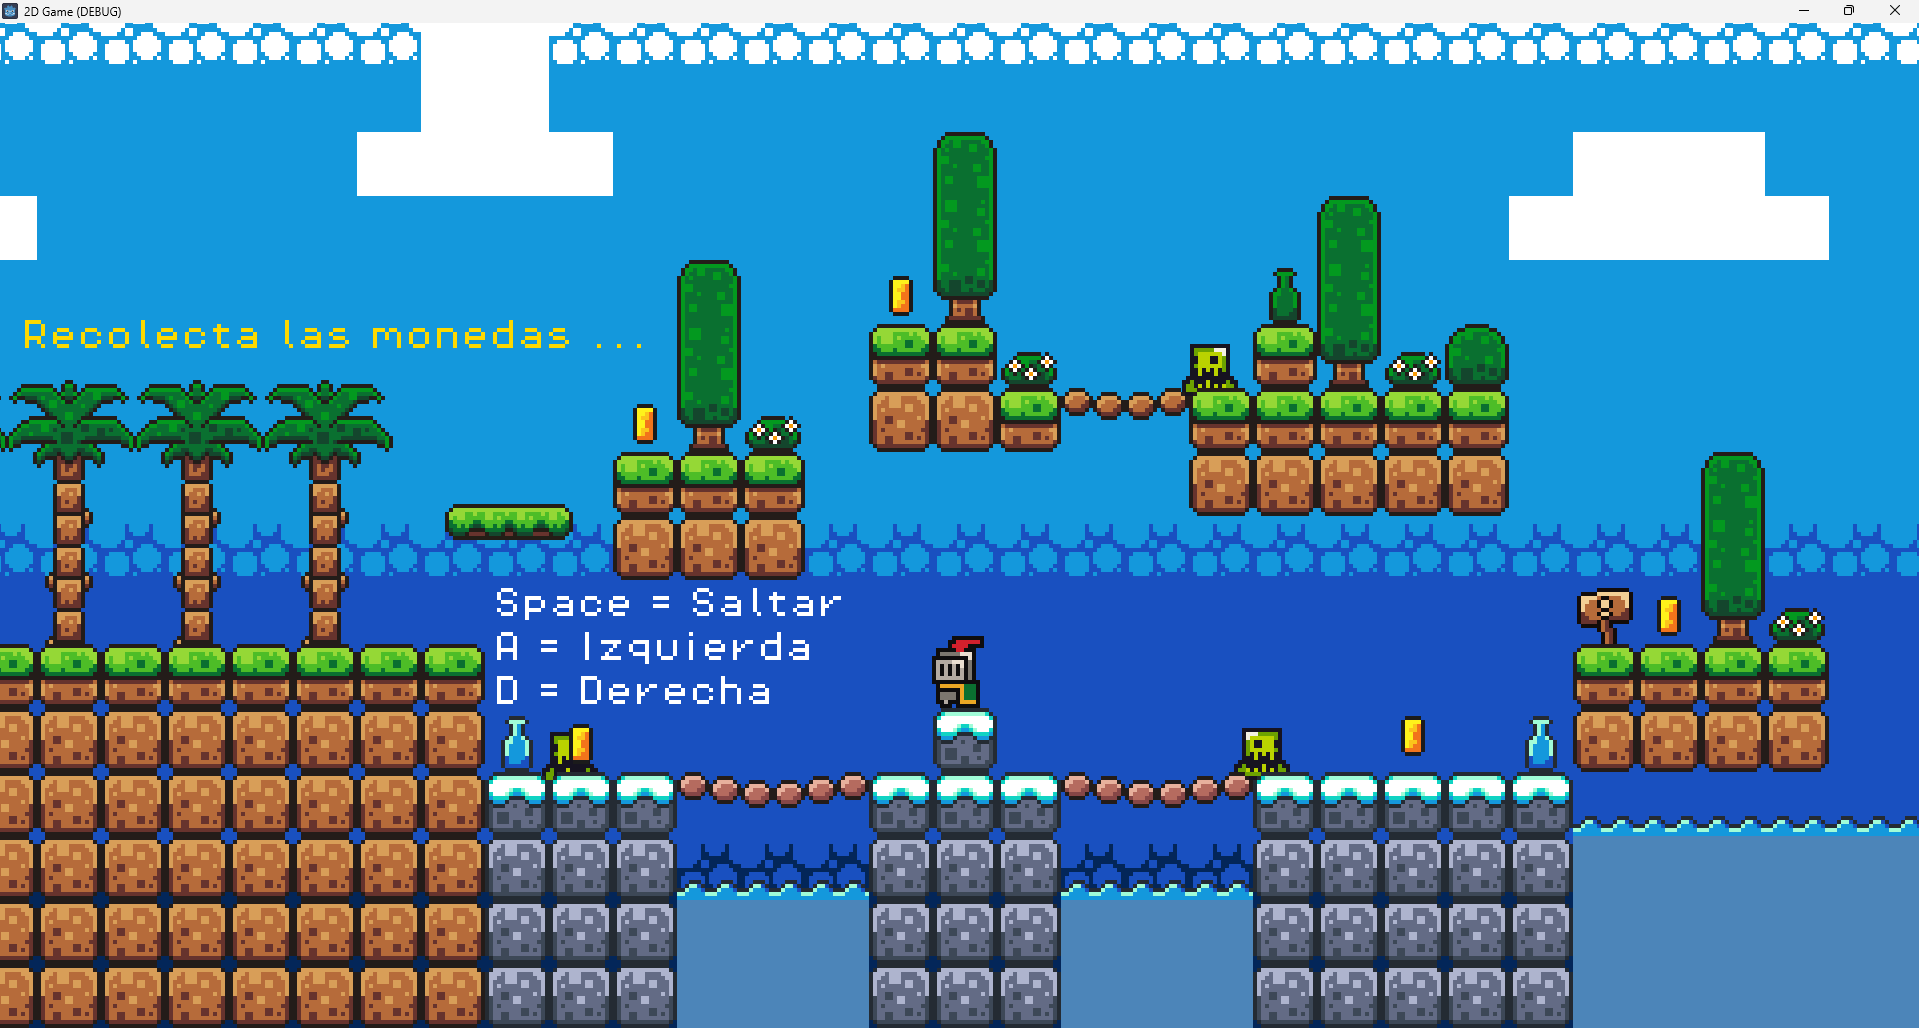 2D Game (DEBUG)
Recolecta las monedas ...
Space = Saltar
A = Izquierda
D = Derecha